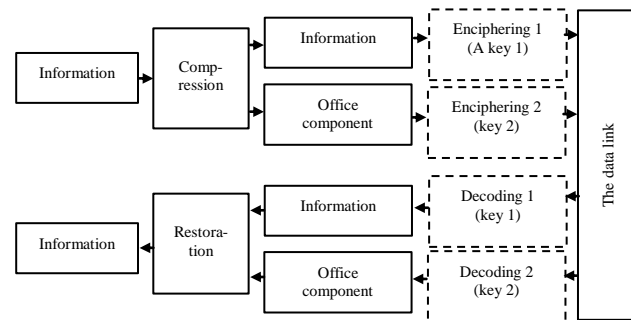 Information
Comp-
ression
Information
Enciphering 1
(A key 1)
Office
component
Enciphering 2
(key 2)
The data link
Information
Restora-
tion
Information
Decoding 1
(key 1)
Office
component
Decoding 2
(key 2)